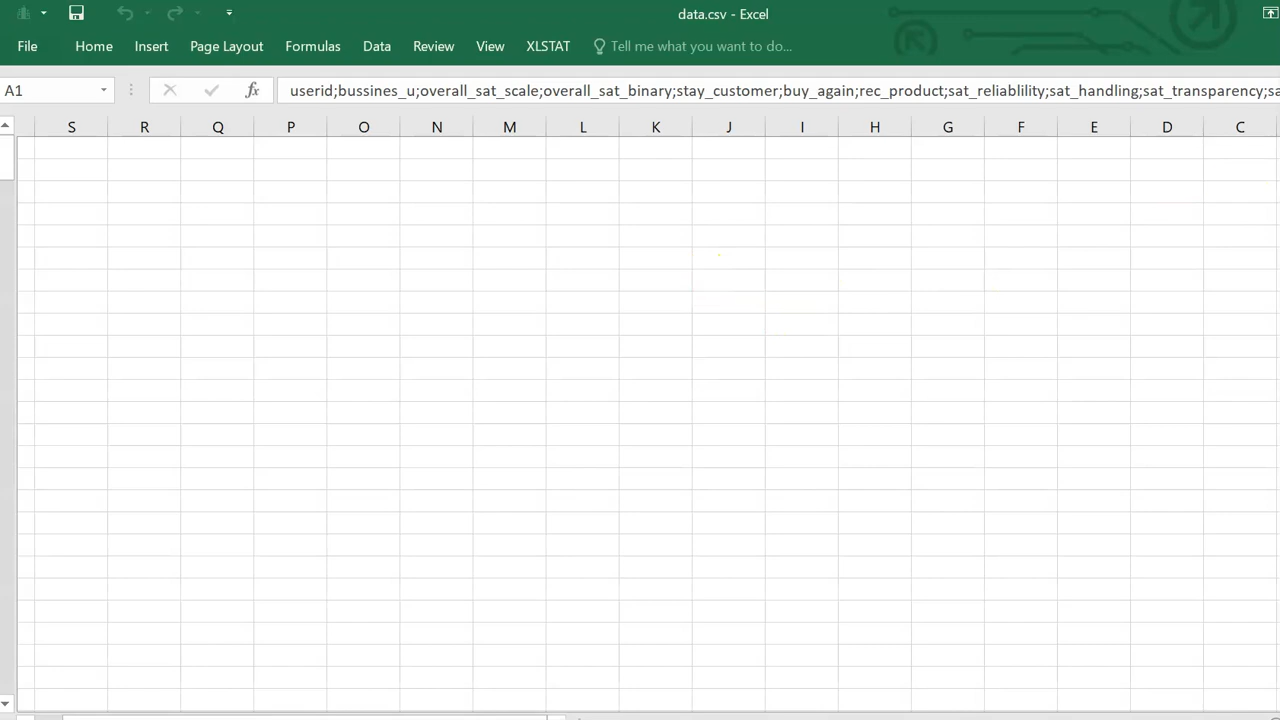 data.csv - Excel
File Home Insert Page Layout Formulas Data Review View XLSTAT Tell me what you want to do...
A1 fx userid;bussines_u;overall_sat_scale;overall_sat_binary;stay_customer;buy_again;rec_product;sat_reliablility;sat_handling;sat_transparency;sa
S R Q P O N M L K J I H G F E D C